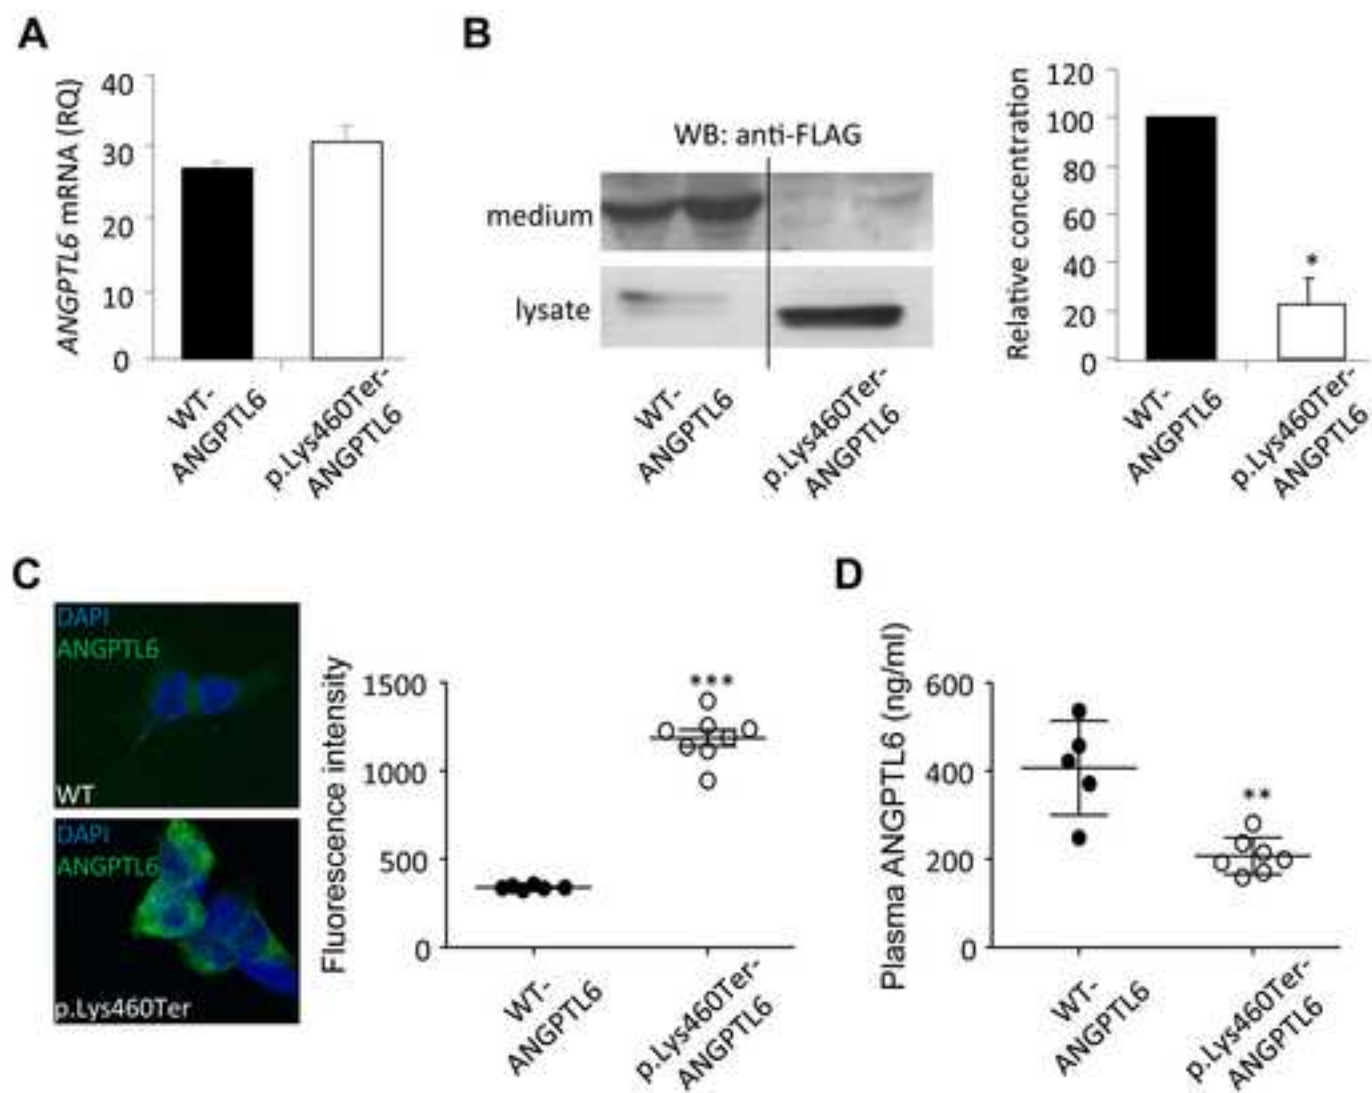 A
ANGPTL6 mRNA (RQ)
40
30
20
10
0
WT-
ANGPTL6
p.Lys460Ter-
ANGPTL6
B
WB: anti-FLAG
medium
lysate
WT-
ANGPTL6
p.Lys460Ter-
ANGPTL6
Relative concentration
120
100
80
60
40
20
0
*
WT-
ANGPTL6
p.Lys460Ter-
ANGPTL6
C
DAPI
ANGPTL6
WT
DAPI
ANGPTL6
p.Lys460Ter
Fluorescence intensity
1500
1000
500
0
***
WT-
ANGPTL6
p.Lys460Ter-
ANGPTL6
D
Plasma ANGPTL6 (ng/ml)
600
400
200
0
**
WT-
ANGPTL6
p.Lys460Ter-
ANGPTL6